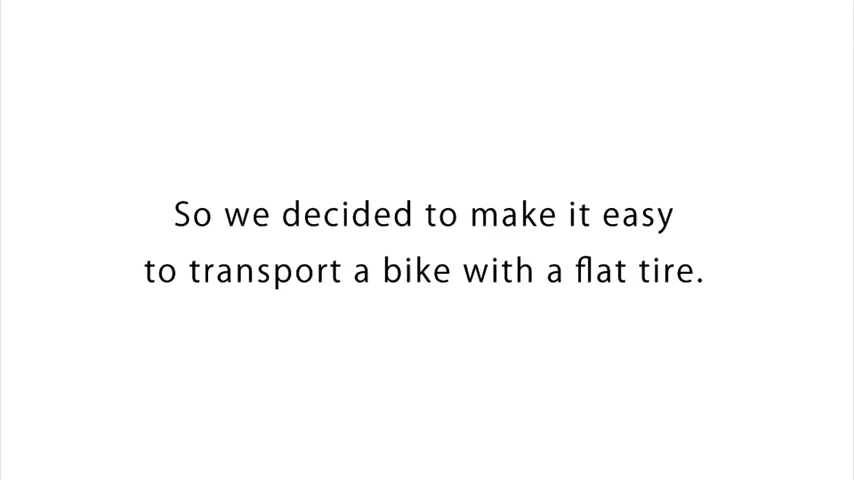 So we decided to make it easy
to transport a bike with a flat tire.